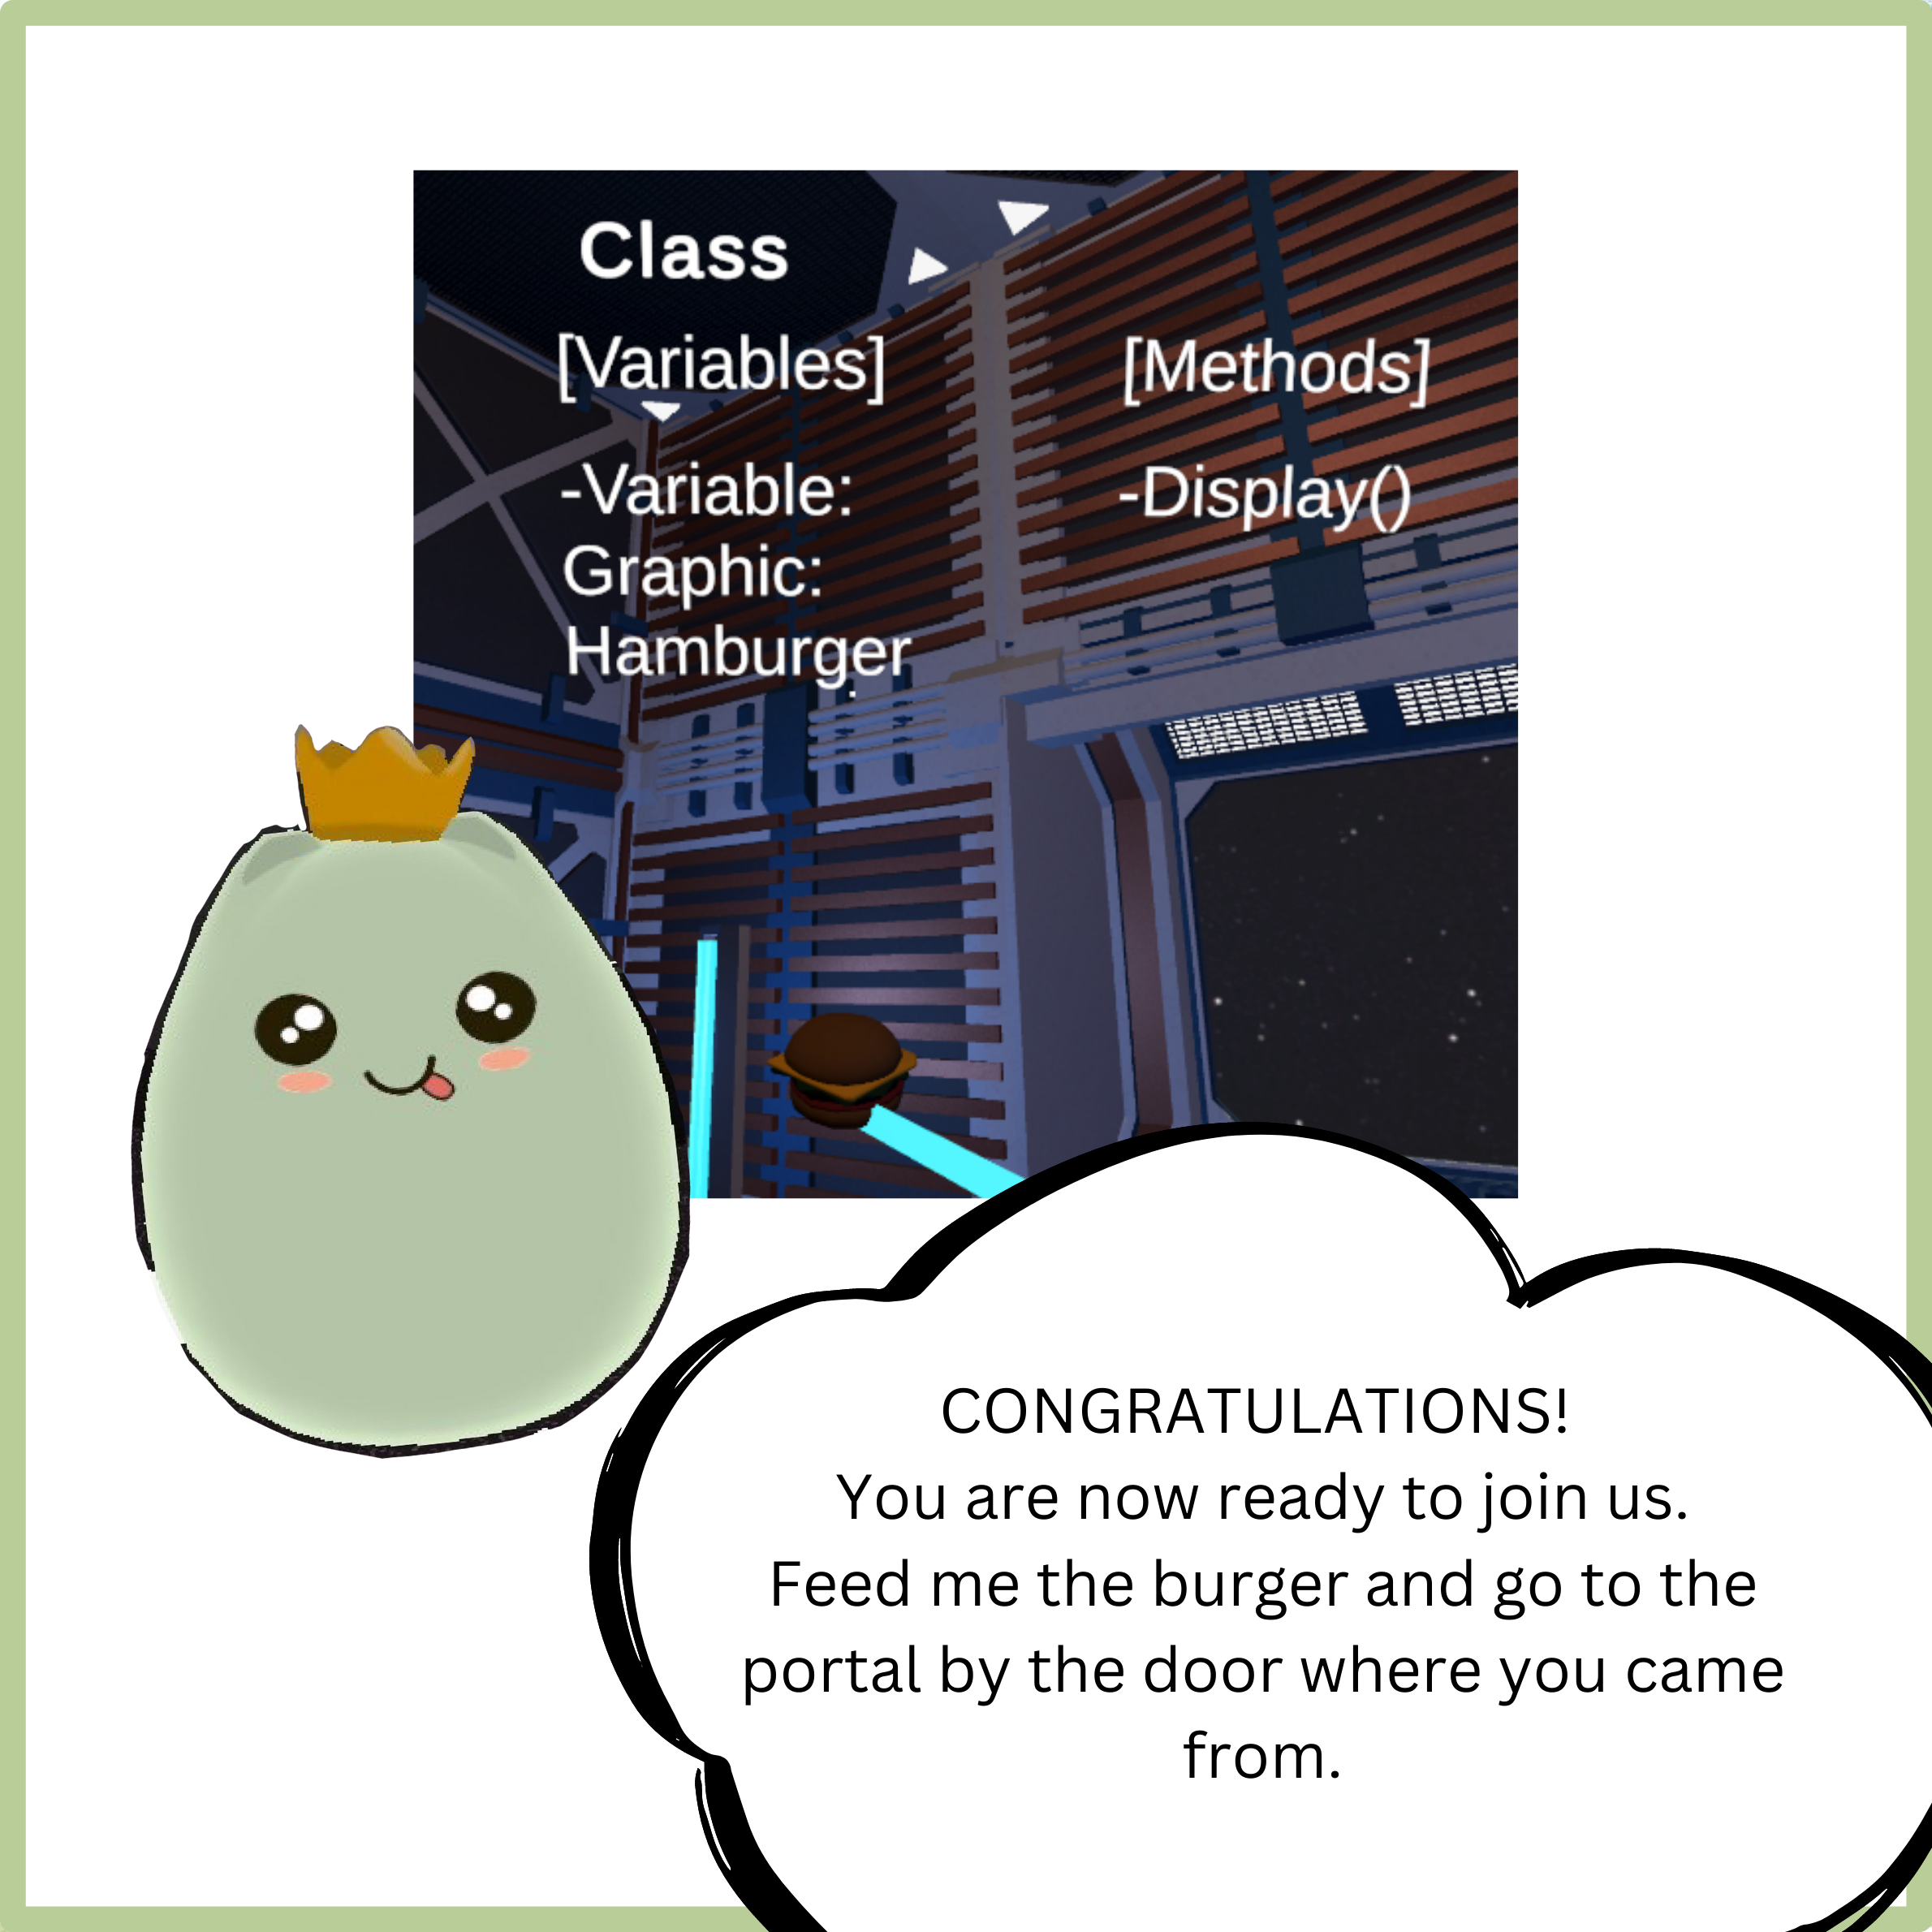 Class
[Variables]
[Methods]
-Variable:
-Display()
Graphic:
Hamburger
CONGRATULATIONS!
You are now ready to join us.
Feed me the burger and go to the
portal by the door where you came
from.